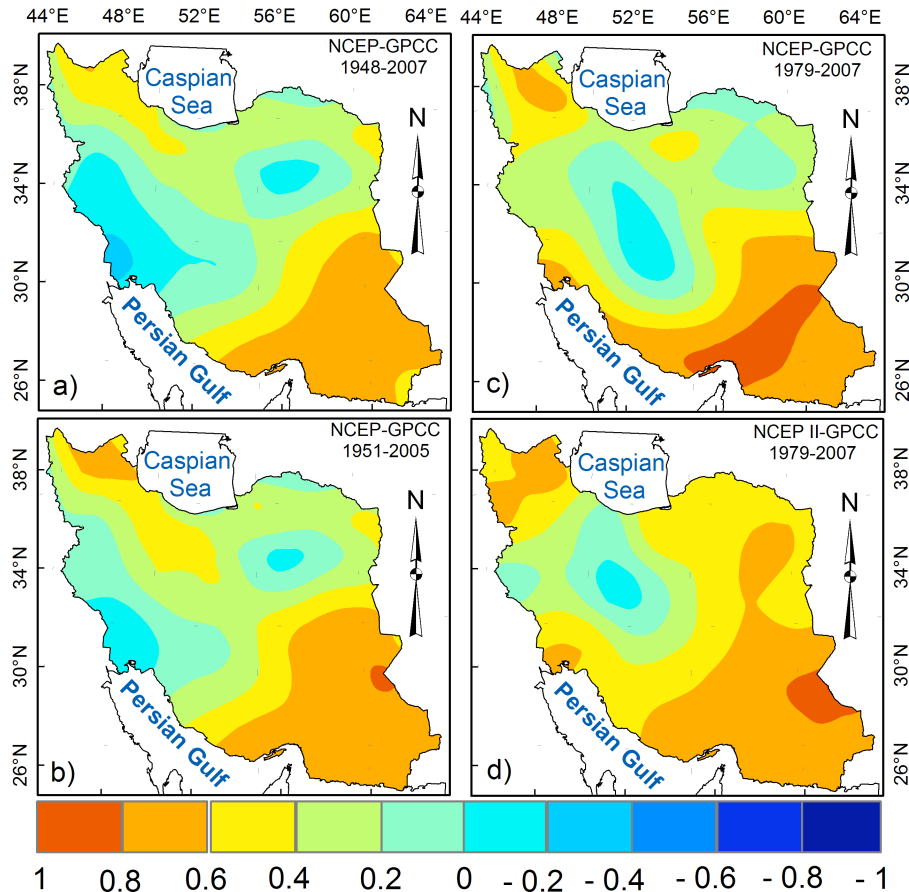 44°E 48°E 52°E 56°E 60°E 64°E
44°E 48°E 52°E 56°E 60°E 64°E
38°N
34°N
30°N
26°N
NCEP-GPCC
1948-2007
Caspian
Sea
N
Persian Gulf
a)
NCEP-GPCC
1979-2007
Caspian
Sea
N
Persian Gulf
c)
38°N
34°N
30°N
26°N
38°N
34°N
30°N
26°N
NCEP-GPCC
1951-2005
Caspian
Sea
N
Persian Gulf
b)
NCEP II-GPCC
1979-2007
Caspian
Sea
N
Persian Gulf
d)
38°N
34°N
30°N
26°N
1 0.8 0.6 0.4 0.2 0 - 0.2 - 0.4 - 0.6 - 0.8 - 1